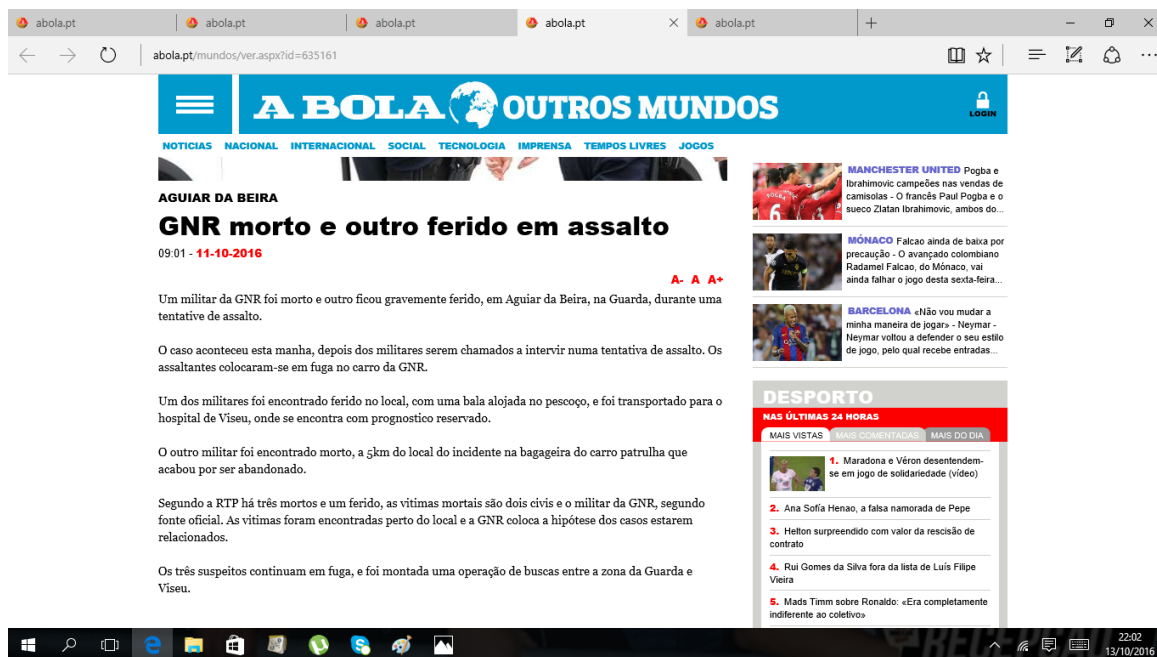 abola.pt
abola.pt
abola.pt
abola.pt
abola.pt
abola.pt/mundos/ver.aspx?id=635161
A BOLA OUTROS MUNDOS
LOGIN
NOTICIAS NACIONAL INTERNACIONAL SOCIAL TECNOLOGIA IMPRENSA TEMPOS LIVRES JOGOS
AGUIAR DA BEIRA
GNR morto e outro ferido em assalto
09:01 - 11-10-2016
A- A A+
Um militar da GNR foi morto e outro ficou gravemente ferido, em Aguiar da Beira, na Guarda, durante uma
tentative de assalto.
O caso aconteceu esta manha, depois dos militares serem chamados a intervir numa tentativa de assalto. Os
assaltantes colocaram-se em fuga no carro da GNR.
Um dos militares foi encontrado ferido no local, com uma bala alojada no pescoço, e foi transportado para o
hospital de Viseu, onde se encontra com prognostico reservado.
O outro militar foi encontrado morto, a 5km do local do incidente na bagageira do carro patrulha que
acabou por ser abandonado.
Segundo a RTP há três mortos e um ferido, as vitimas mortais são dois civis e o militar da GNR, segundo
fonte oficial. As vitimas foram encontradas perto do local e a GNR coloca a hipótese dos casos estarem
relacionados.
Os três suspeitos continuam em fuga, e foi montada uma operação de buscas entre a zona da Guarda e
Viseu.
MANCHESTER UNITED Pogba e
Ibrahimovic campeões nas vendas de
camisolas - O francês Paul Pogba e o
sueco Zlatan Ibrahimovic, ambos do...
MÓNACO Falcao ainda de baixa por
precaução - O avançado colombiano
Radamel Falcao, do Mónaco, vai
ainda falhar o jogo desta sexta-feira...
BARCELONA «Não vou mudar a
minha maneira de jogar» - Neymar -
Neymar voltou a defender o seu estilo
de jogo, pelo qual recebe entradas...
DESPORTO
NAS ÚLTIMAS 24 HORAS
MAIS VISTAS MAIS COMENTADAS MAIS DO DIA
1. Maradona e Véron desentendem-
se em jogo de solidariedade (vídeo)
2. Ana Sofía Henao, a falsa namorada de Pepe
3. Helton surpreendido com valor da rescisão de
contrato
4. Rui Gomes da Silva fora da lista de Luís Filipe
Vieira
5. Mads Timm sobre Ronaldo: «Era completamente
indiferente ao coletivo»
22:02
13/10/2016